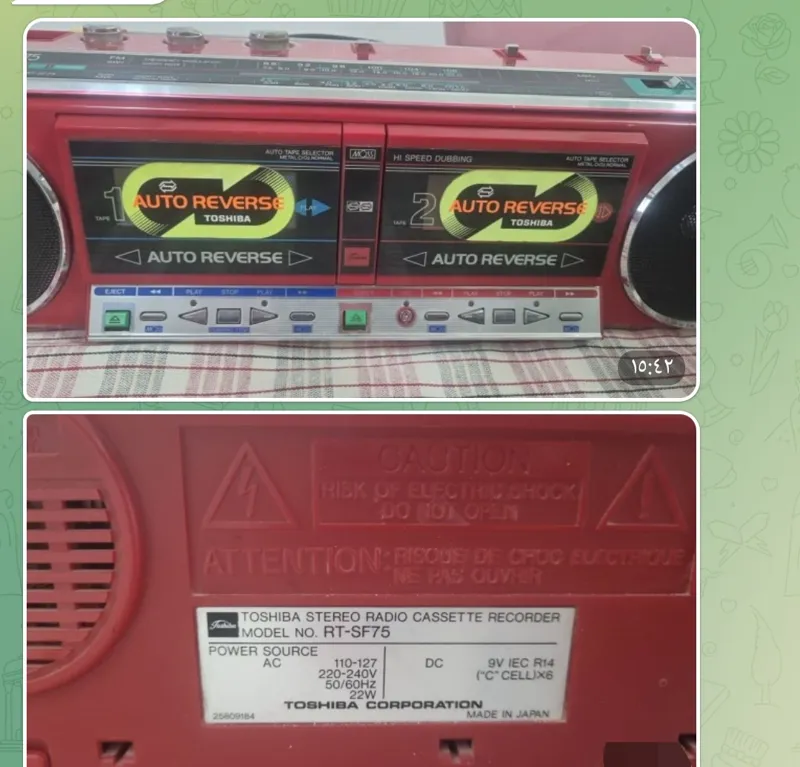 AUTO TAPE SELECTOR
METAL.CrO2.NORMAL
TAPE 1
AUTO REVERSE
TOSHIBA
PLAY
AUTO REVERSE
HI SPEED DUBBING
AUTO TAPE SELECTOR
METAL.CrO2.NORMAL
TAPE 2
AUTO REVERSE
TOSHIBA
AUTO REVERSE
EJECT
PLAY STOP PLAY
PLAY STOP PLAY
١٥:٤٢
CAUTION
RISK OF ELECTRIC SHOCK
DO NOT OPEN
ATTENTION: RISQUE DE CHOC ELECTRIQUE
NE PAS OUVRIR
Toshiba
TOSHIBA STEREO RADIO CASSETTE RECORDER
MODEL NO. RT-SF75
POWER SOURCE
AC 110-127
220-240V
50/60Hz
22W
DC 9V IEC R14
("C" CELL)X6
TOSHIBA CORPORATION
25809184
MADE IN JAPAN